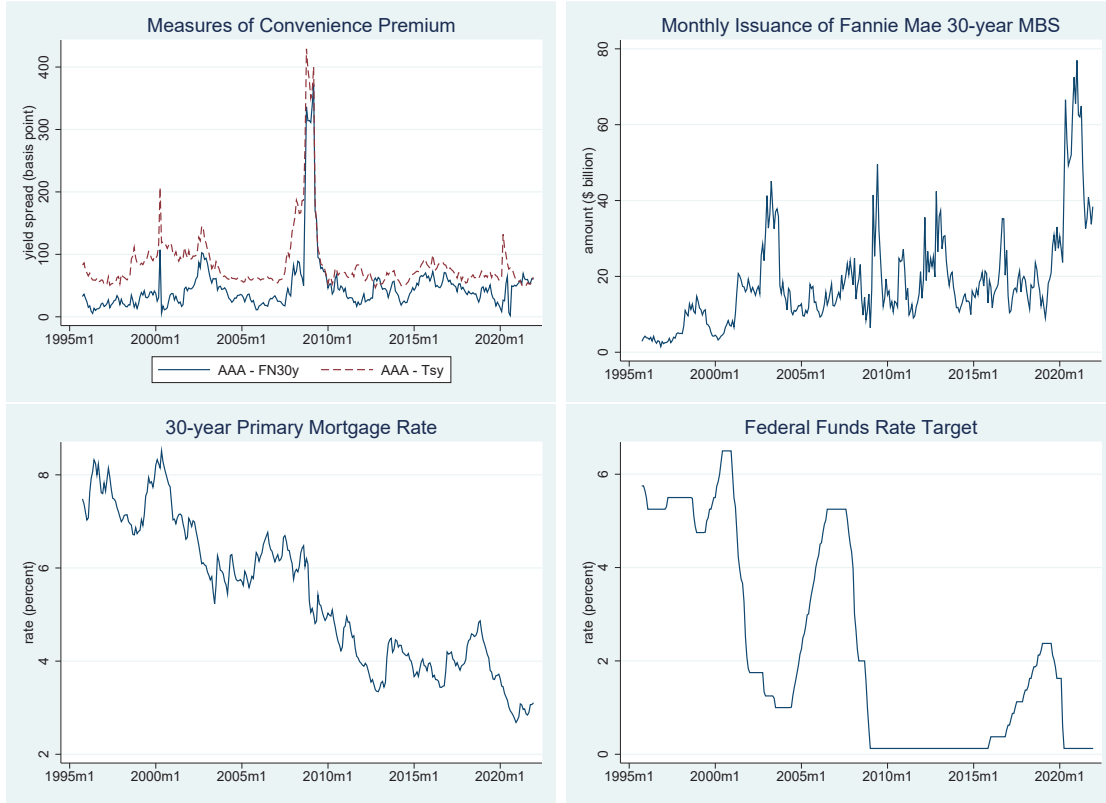 Measures of Convenience Premium
yield spread (basis point)
400
300
200
100
0
1995m1 2000m1 2005m1 2010m1 2015m1 2020m1
AAA - FN30y AAA - Tsy
Monthly Issuance of Fannie Mae 30-year MBS
amount ($ billion)
80
60
40
20
0
1995m1 2000m1 2005m1 2010m1 2015m1 2020m1
30-year Primary Mortgage Rate
rate (percent)
8
6
4
2
1995m1 2000m1 2005m1 2010m1 2015m1 2020m1
Federal Funds Rate Target
rate (percent)
6
4
2
0
1995m1 2000m1 2005m1 2010m1 2015m1 2020m1